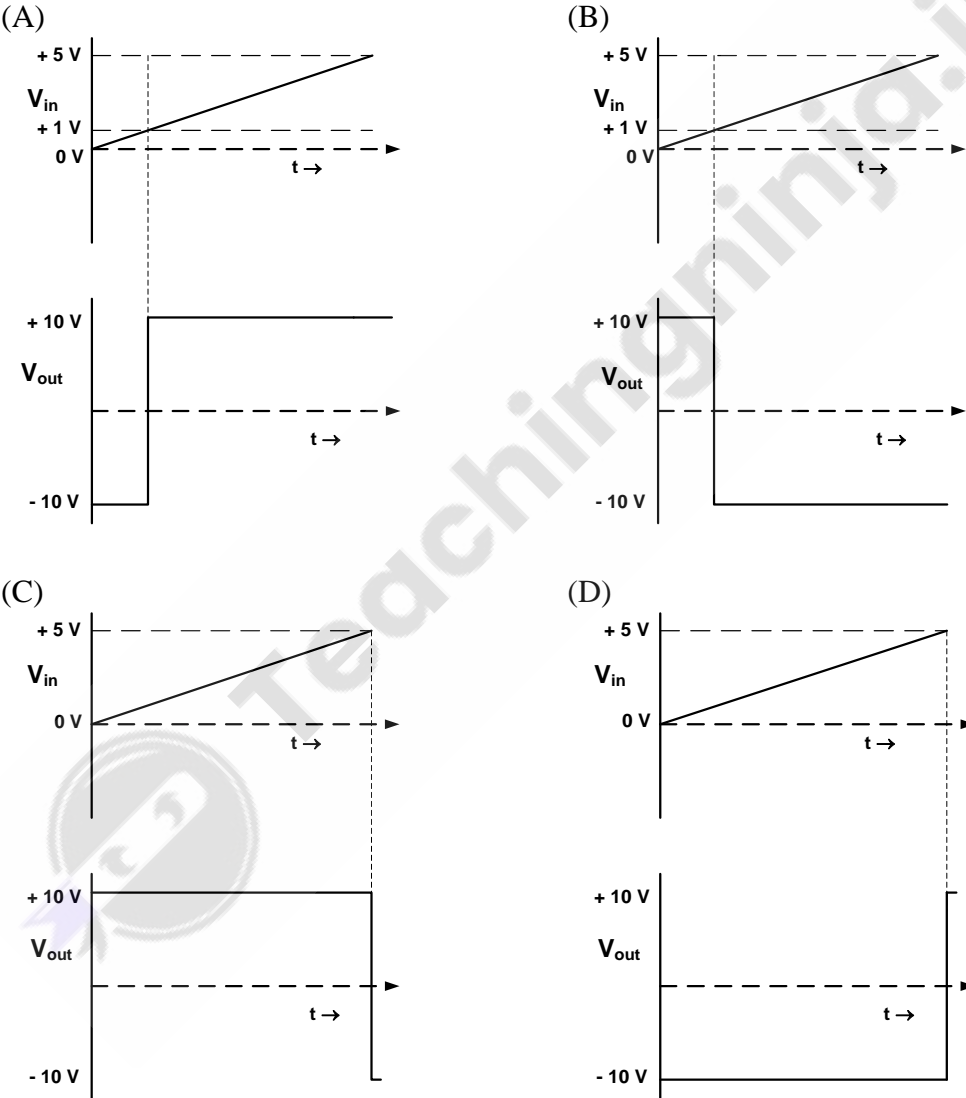 (A)
+ 5 V
V_in
+ 1 V
0 V
t →
+ 10 V
V_out
t →
- 10 V
(B)
+ 5 V
V_in
+ 1 V
0 V
t →
+ 10 V
V_out
t →
- 10 V
(C)
+ 5 V
V_in
0 V
t →
+ 10 V
V_out
t →
- 10 V
(D)
+ 5 V
V_in
0 V
t →
+ 10 V
V_out
t →
- 10 V
Teachingninja.i